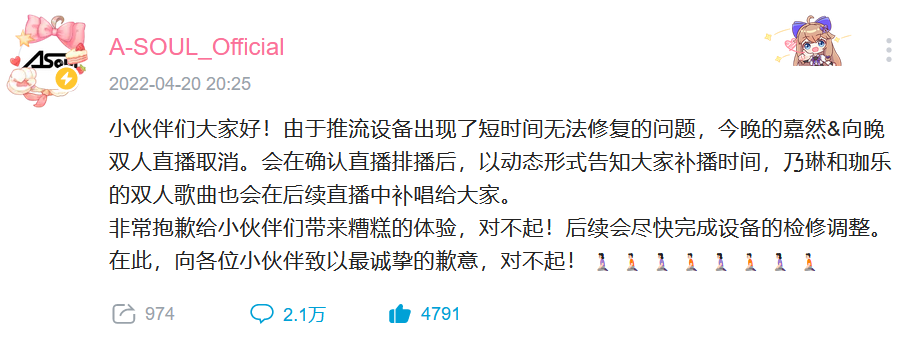 ASoul
A-SOUL_Official
2022-04-20 20:25
小伙伴们大家好！由于推流设备出现了短时间无法修复的问题，今晚的嘉然&向晚
双人直播取消。会在确认直播排播后，以动态形式告知大家补播时间，乃琳和珈乐
的双人歌曲也会在后续直播中补唱给大家。
非常抱歉给小伙伴们带来糟糕的体验，对不起！后续会尽快完成设备的检修调整。
在此，向各位小伙伴致以最诚挚的歉意，对不起！🧎‍♀️🧎🧎‍♀️🧎🧎‍♀️🧎🧎‍♀️🧎
974 2.1万 4791